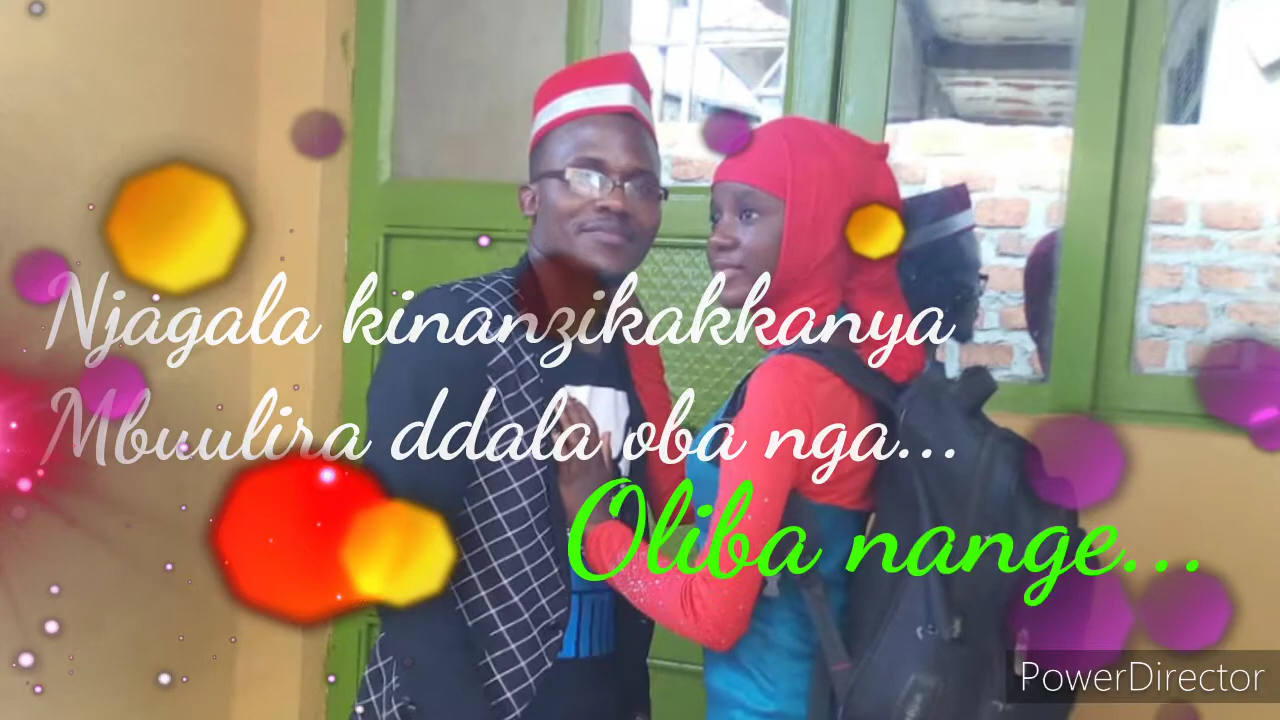 Njagala kinanzikakkanya
Mbuulira ddala oba nga...
Oliba nange...
PowerDirector